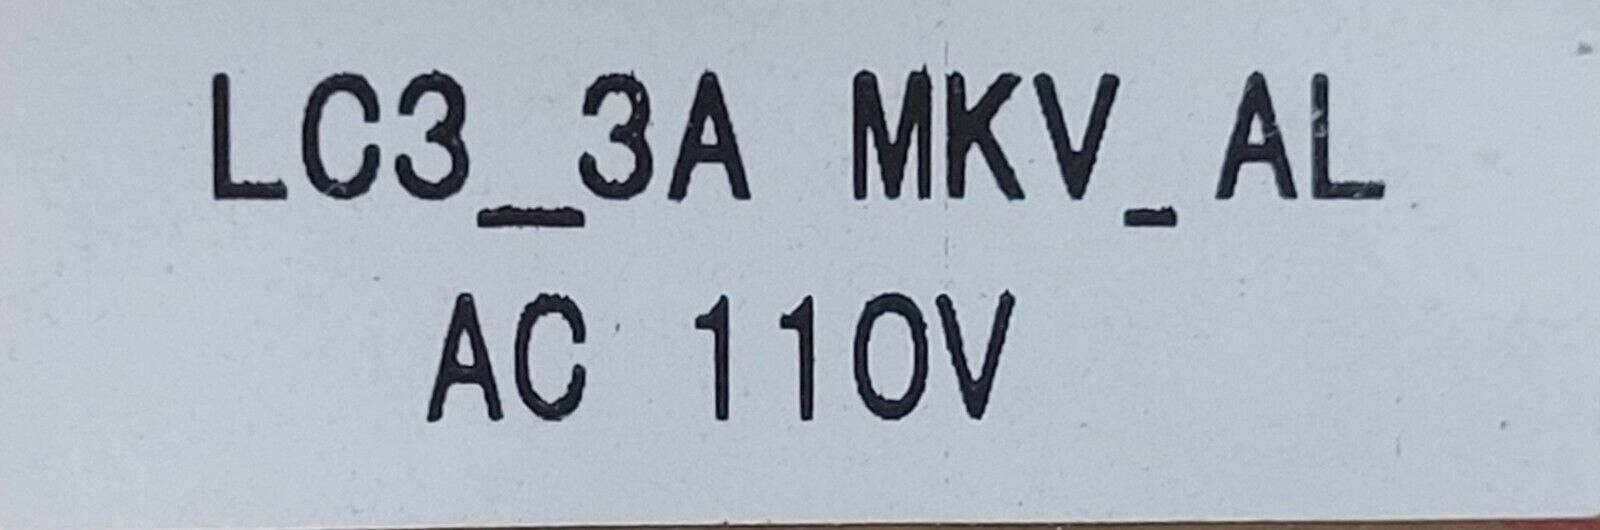 LC3_3A MKV_AL
AC 110V